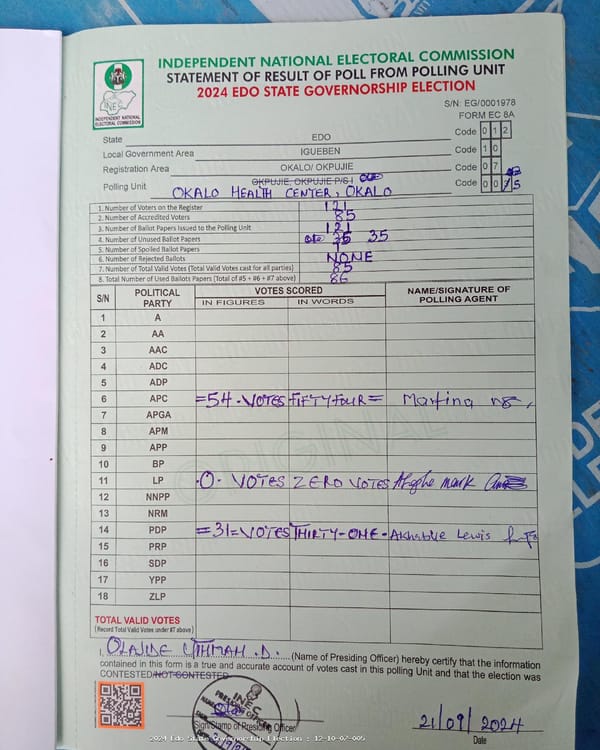 INDEPENDENT NATIONAL ELECTORAL COMMISSION
STATEMENT OF RESULT OF POLL FROM POLLING UNIT
2024 EDO STATE GOVERNORSHIP ELECTION
INEC
INDEPENDENT NATIONAL ELECTORAL COMMISSION
S/N: EG/0001978
FORM EC 8A
State EDO Code 0 1 2
Local Government Area IGUEBEN Code 1 0
Registration Area OKALO/ OKPUJIE Code 0 7
Polling Unit OKPUJIE, OKPUJIE P/S I Code 0 0 5
OKALO HEALTH CENTER, OKALO
1. Number of Voters on the Register 121
2. Number of Accredited Voters 85
3. Number of Ballot Papers Issued to the Polling Unit 121
4. Number of Unused Ballot Papers 35 35
5. Number of Spoiled Ballot Papers 1
6. Number of Rejected Ballots NONE
7. Number of Total Valid Votes (Total Valid Votes cast for all parties) 85
8. Total Number of Used Ballots Papers (Total of #5 + #6 + #7 above) 86
S/N POLITICAL PARTY VOTES SCORED NAME/SIGNATURE OF POLLING AGENT
IN FIGURES IN WORDS
1 A
2 AA
3 AAC
4 ADC
5 ADP
6 APC =54-VOTES FIFTY FOUR=
7 APGA
8 APM
9 APP
10 BP
11 LP -0- VOTES ZERO VOTES mark
12 NNPP
13 NRM
14 PDP =31=VOTES THIRTY-ONE- Lewis
15 PRP
16 SDP
17 YPP
18 ZLP
ORIGINAL
TOTAL VALID VOTES
(Record Total Valid Votes under #7 above)
I, OLAJIDE D. (Name of Presiding Officer) hereby certify that the information
contained in this form is a true and accurate account of votes cast in this polling Unit and that the election was
CONTESTED/NOT CONTESTED
INEC
PRESIDING OFFICER
Sign/Stamp of Presiding Officer
21/09/2024
Date
2024 Edo State Governorship Election : 12-10-07-005